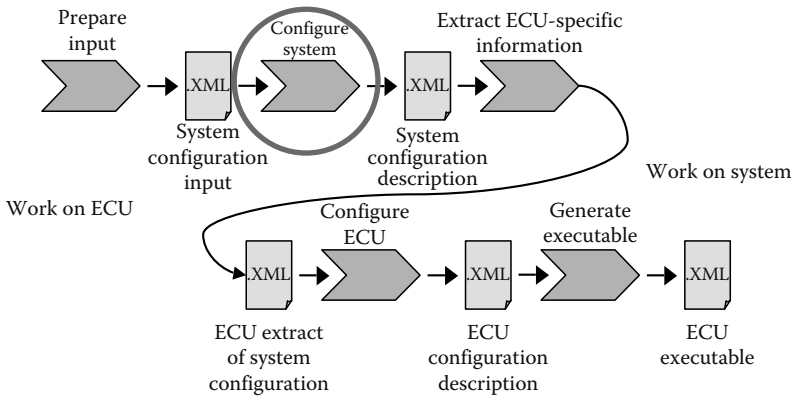 Prepare
input
.XML
System
configuration
input
Configure
system
.XML
System
configuration
description
Extract ECU-specific
information
Work on system
Work on ECU
.XML
ECU extract
of system
configuration
Configure
ECU
.XML
ECU
configuration
description
Generate
executable
.XML
ECU
executable